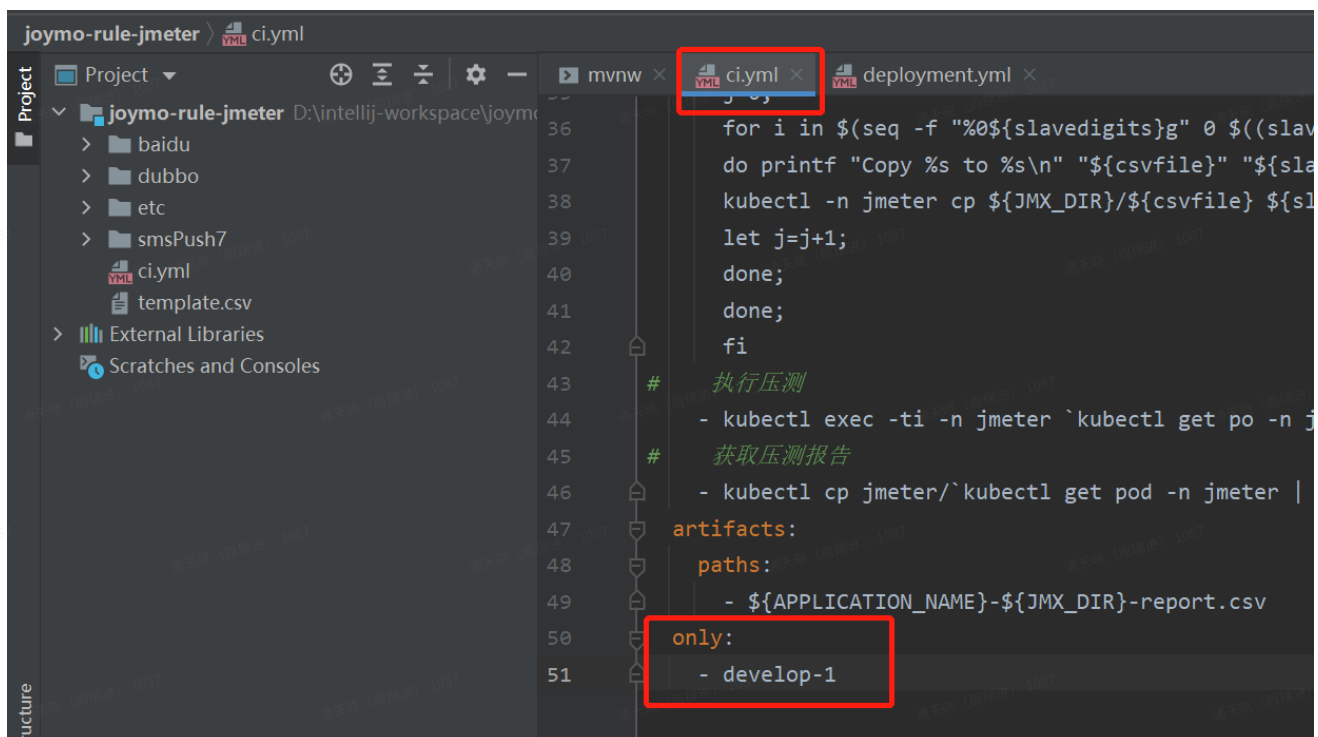 joymo-rule-jmeter
ci.yml
Project
Project
joymo-rule-jmeter D:\intellij-workspace\joymo
baidu
dubbo
etc
smsPush7
ci.yml
template.csv
External Libraries
Scratches and Consoles
mvnw
ci.yml
deployment.yml
36 for i in $(seq -f "%0${slavedigits}g" 0 $((slav
37 do printf "Copy %s to %s\n" "${csvfile}" "${sla
38 kubectl -n jmeter cp ${JMX_DIR}/${csvfile} ${sl
39 let j=j+1;
40 done;
41 done;
42 fi
43 # 执行压测
44 - kubectl exec -ti -n jmeter `kubectl get po -n j
45 # 获取压测报告
46 - kubectl cp jmeter/`kubectl get pod -n jmeter |
47 artifacts:
48 paths:
49 - ${APPLICATION_NAME}-${JMX_DIR}-report.csv
50 only:
51 - develop-1